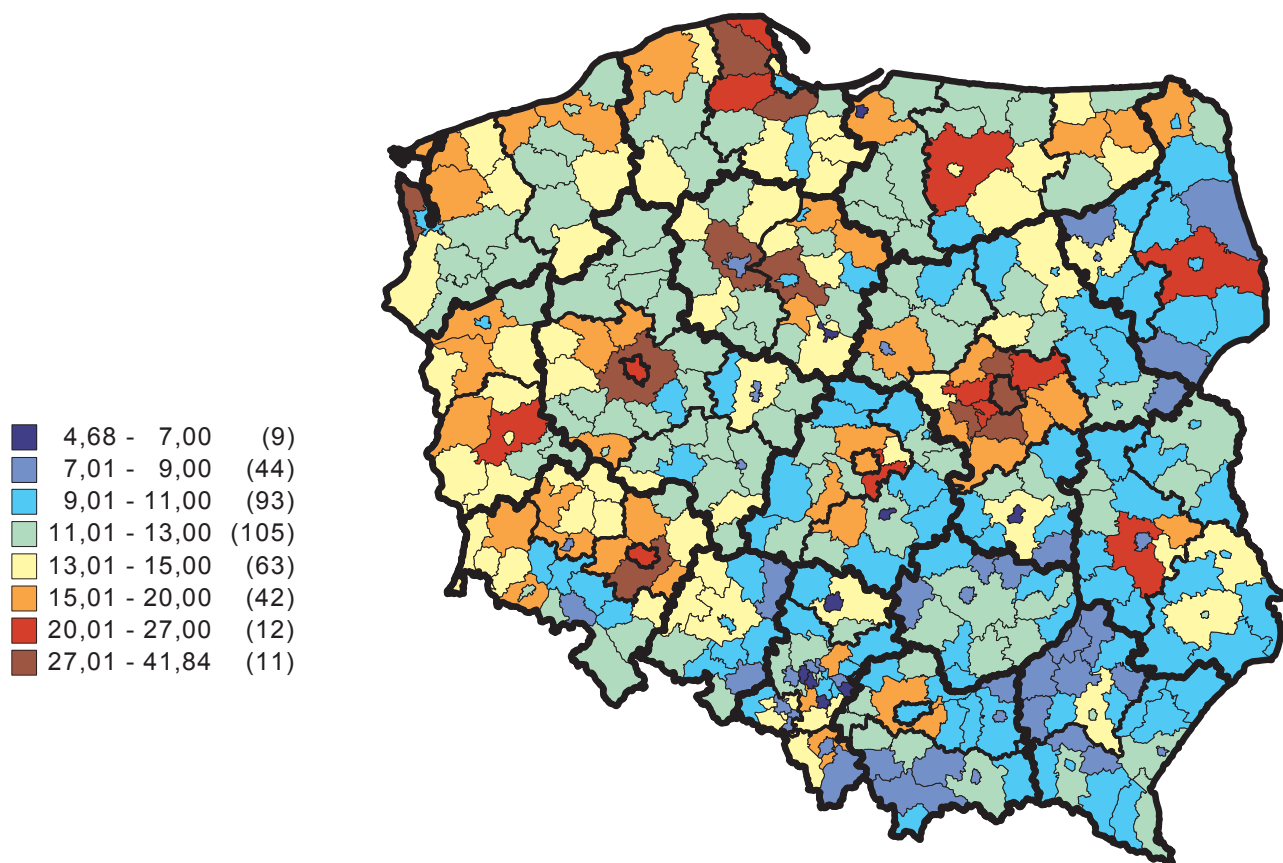 4,68 - 7,00 (9)
7,01 - 9,00 (44)
9,01 - 11,00 (93)
11,01 - 13,00 (105)
13,01 - 15,00 (63)
15,01 - 20,00 (42)
20,01 - 27,00 (12)
27,01 - 41,84 (11)